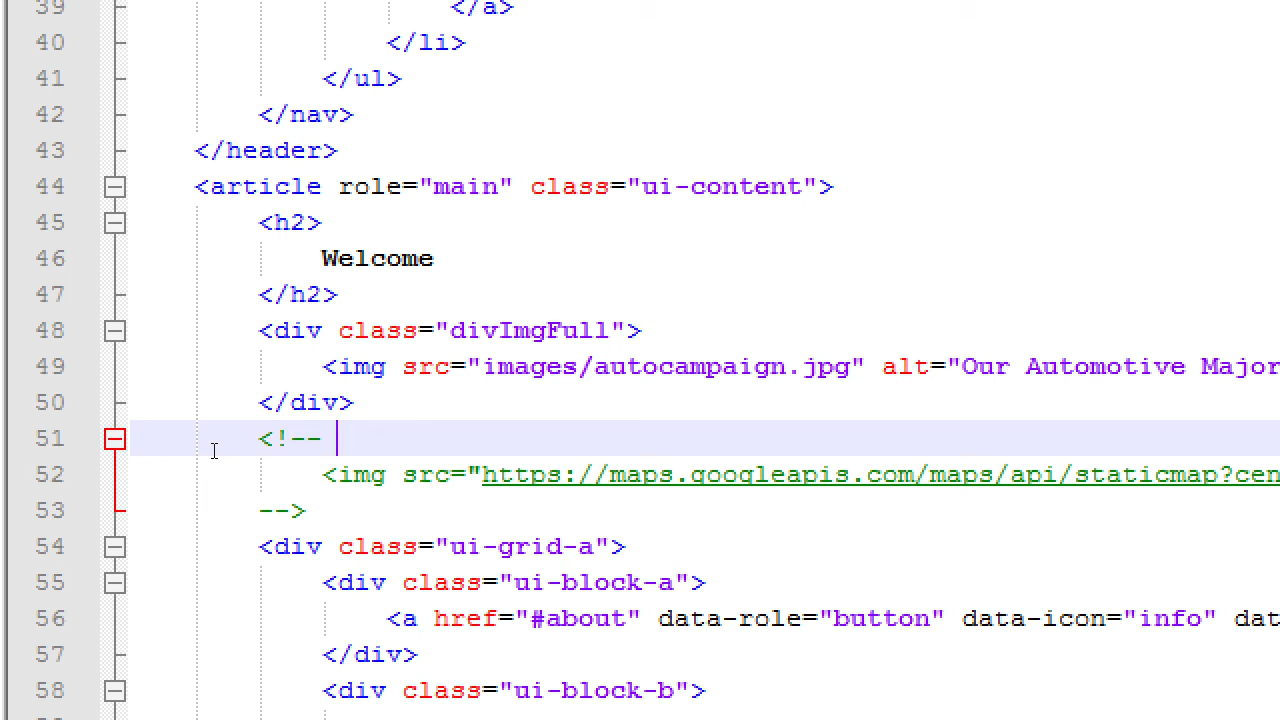 39 </a>
40 </li>
41 </ul>
42 </nav>
43 </header>
44 <article role="main" class="ui-content">
45 <h2>
46 Welcome
47 </h2>
48 <div class="divImgFull">
49 <img src="images/autocampaign.jpg" alt="Our Automotive Major
50 </div>
51 <!--
52 <img src="https://maps.googleapis.com/maps/api/staticmap?cen
53 -->
54 <div class="ui-grid-a">
55 <div class="ui-block-a">
56 <a href="#about" data-role="button" data-icon="info" dat
57 </div>
58 <div class="ui-block-b">